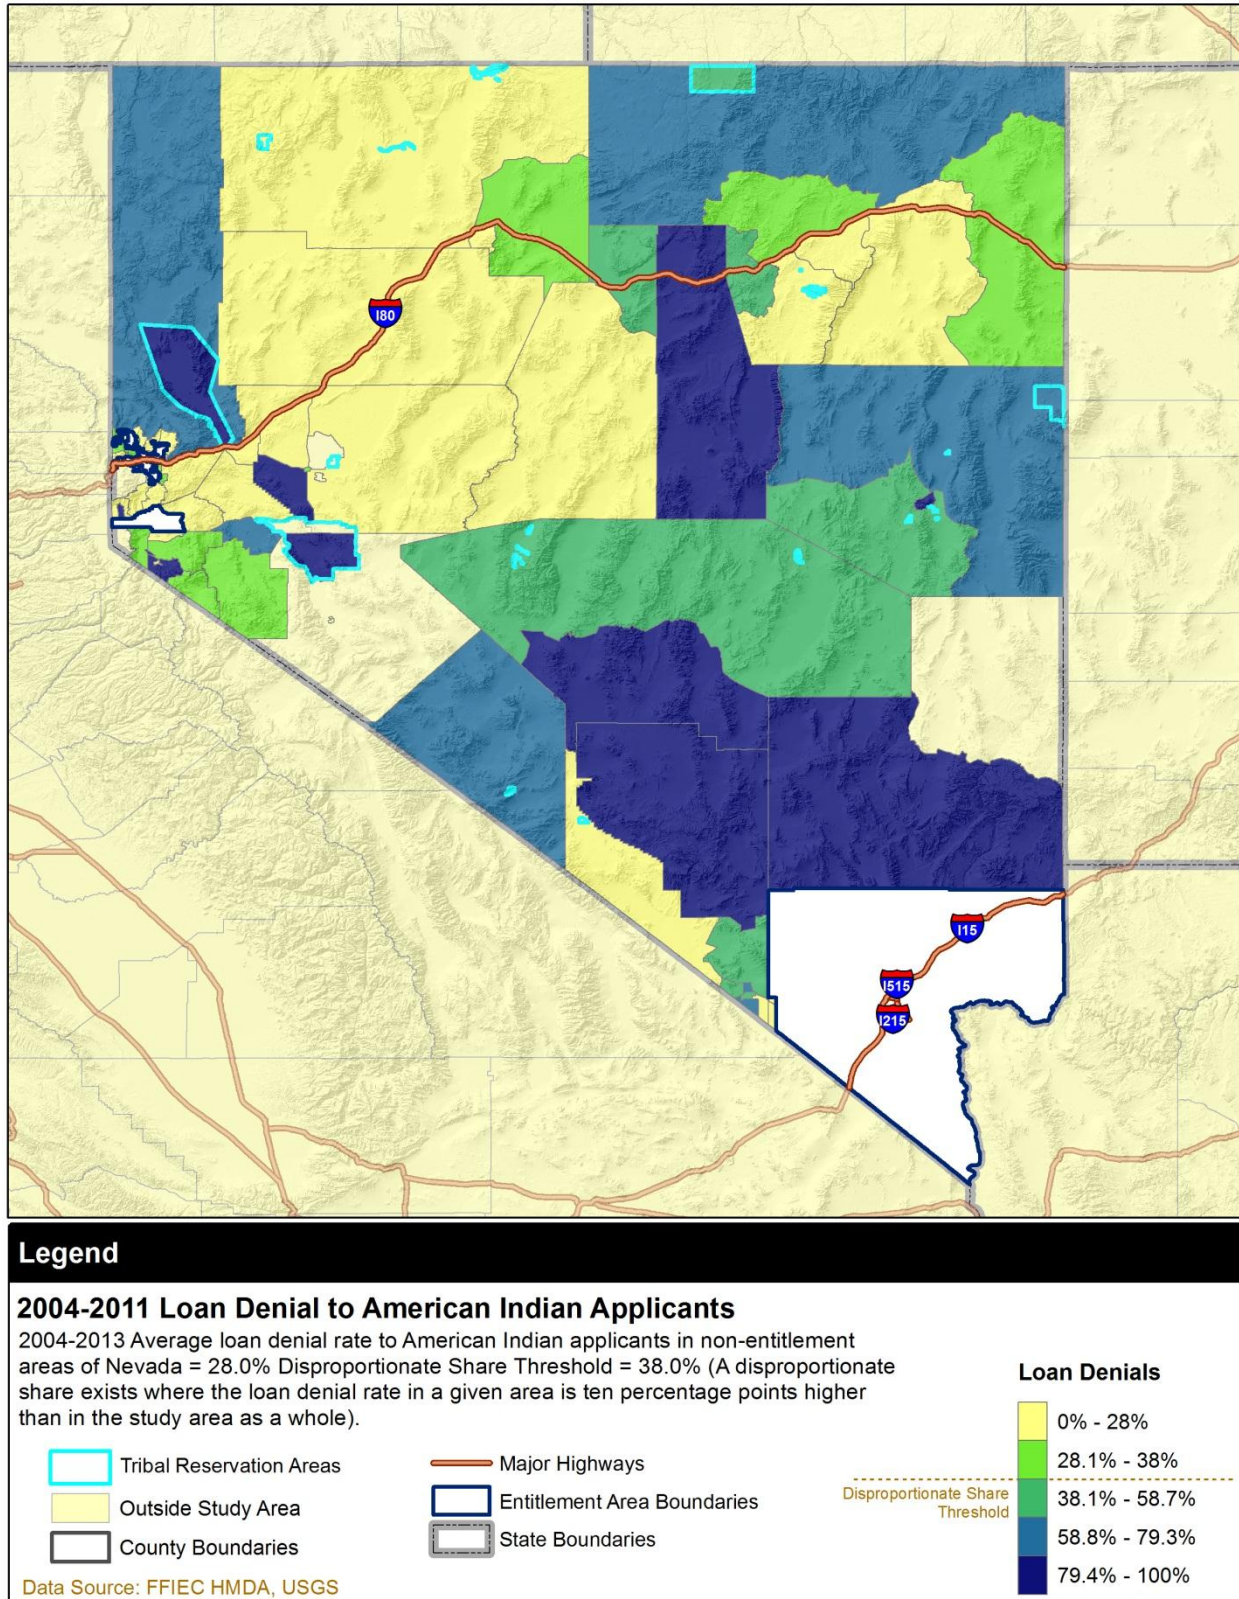 I80
I15
I515
I215
Legend
2004-2011 Loan Denial to American Indian Applicants
2004-2013 Average loan denial rate to American Indian applicants in non-entitlement
areas of Nevada = 28.0% Disproportionate Share Threshold = 38.0% (A disproportionate
share exists where the loan denial rate in a given area is ten percentage points higher
than in the study area as a whole).
Tribal Reservation Areas
Outside Study Area
County Boundaries
Major Highways
Entitlement Area Boundaries
State Boundaries
Loan Denials
0% - 28%
28.1% - 38%
Disproportionate Share
Threshold
38.1% - 58.7%
58.8% - 79.3%
79.4% - 100%
Data Source: FFIEC HMDA, USGS